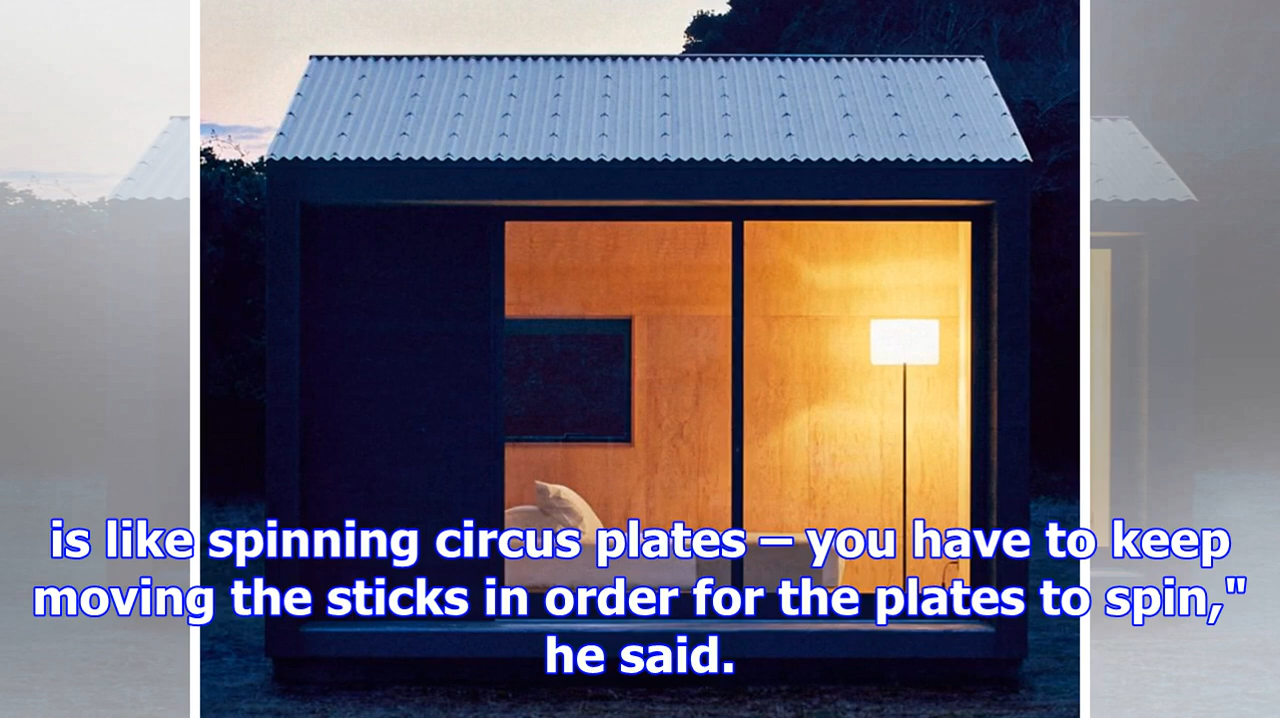 is like spinning circus plates – you have to keep
moving the sticks in order for the plates to spin,"
he said.